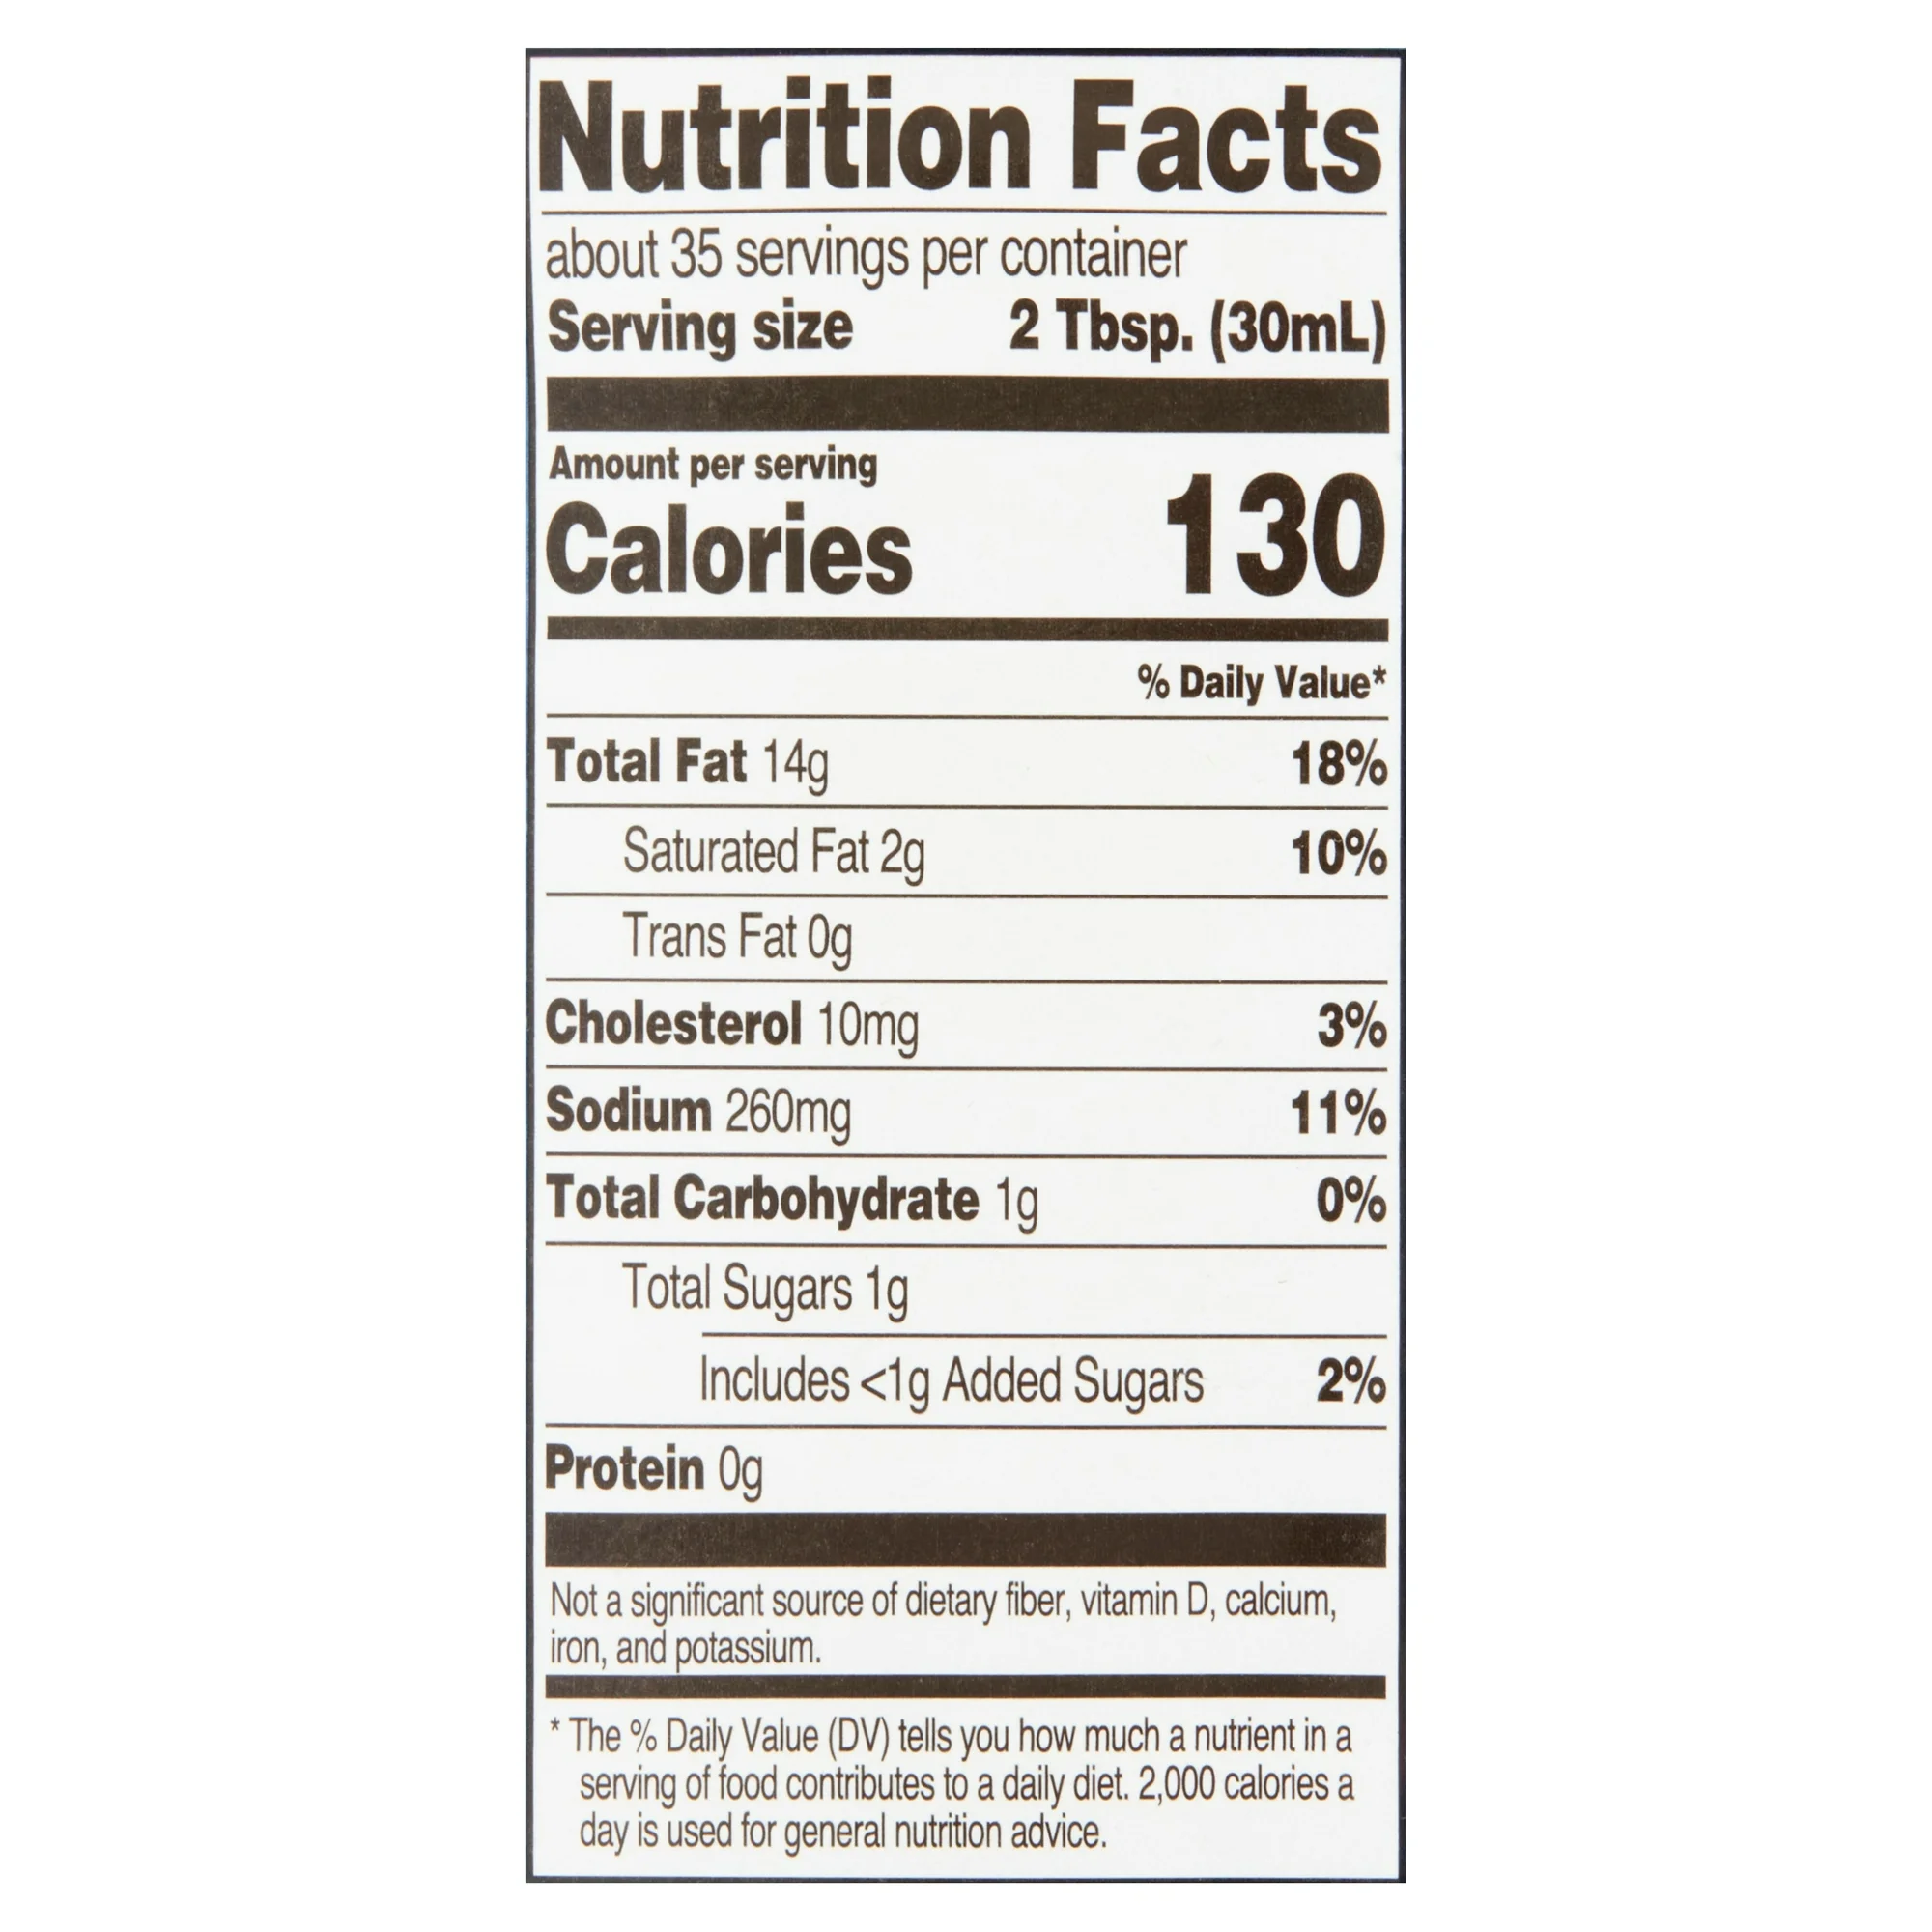 Nutrition Facts
about 35 servings per container
Serving size 2 Tbsp. (30mL)
Amount per serving
Calories 130
% Daily Value*
Total Fat 14g 18%
Saturated Fat 2g 10%
Trans Fat 0g
Cholesterol 10mg 3%
Sodium 260mg 11%
Total Carbohydrate 1g 0%
Total Sugars 1g
Includes <1g Added Sugars 2%
Protein 0g
Not a significant source of dietary fiber, vitamin D, calcium,
iron, and potassium.
* The % Daily Value (DV) tells you how much a nutrient in a
serving of food contributes to a daily diet. 2,000 calories a
day is used for general nutrition advice.